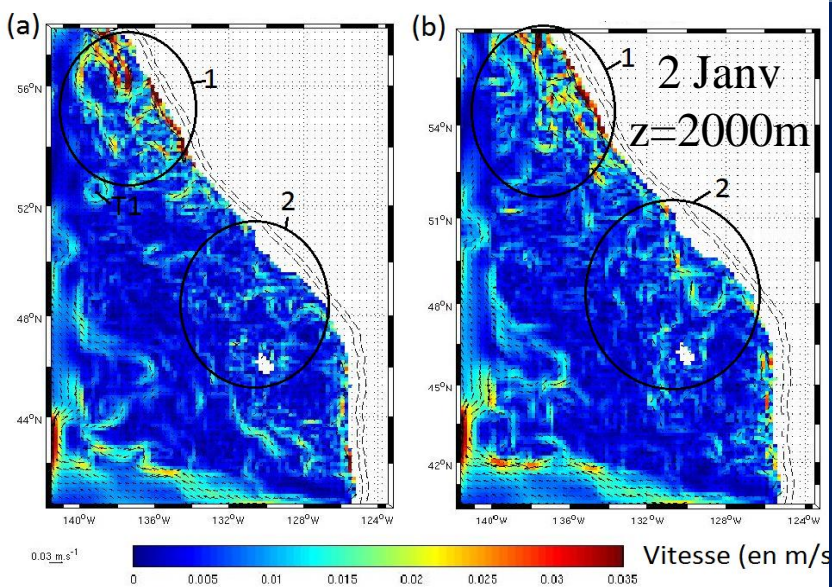 (a)
(b)
1
1
2 Janv
z=2000m
56°N
54°N
T1
2
2
52°N
51°N
48°N
48°N
49°N
44°N
42°N
140°W 136°W 132°W 128°W 124°W
140°W 136°W 132°W 128°W 124°W
0.03 m.s⁻¹
Vitesse (en m/s
0 0.005 0.01 0.015 0.02 0.025 0.03 0.035